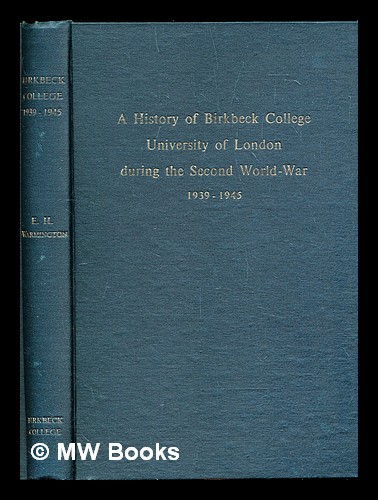 BIRKBECK
COLLEGE
1939 - 1945
E. H.
WARMINGTON
BIRKBECK
COLLEGE
A History of Birkbeck College
University of London
during the Second World-War
1939 - 1945
© MW Books